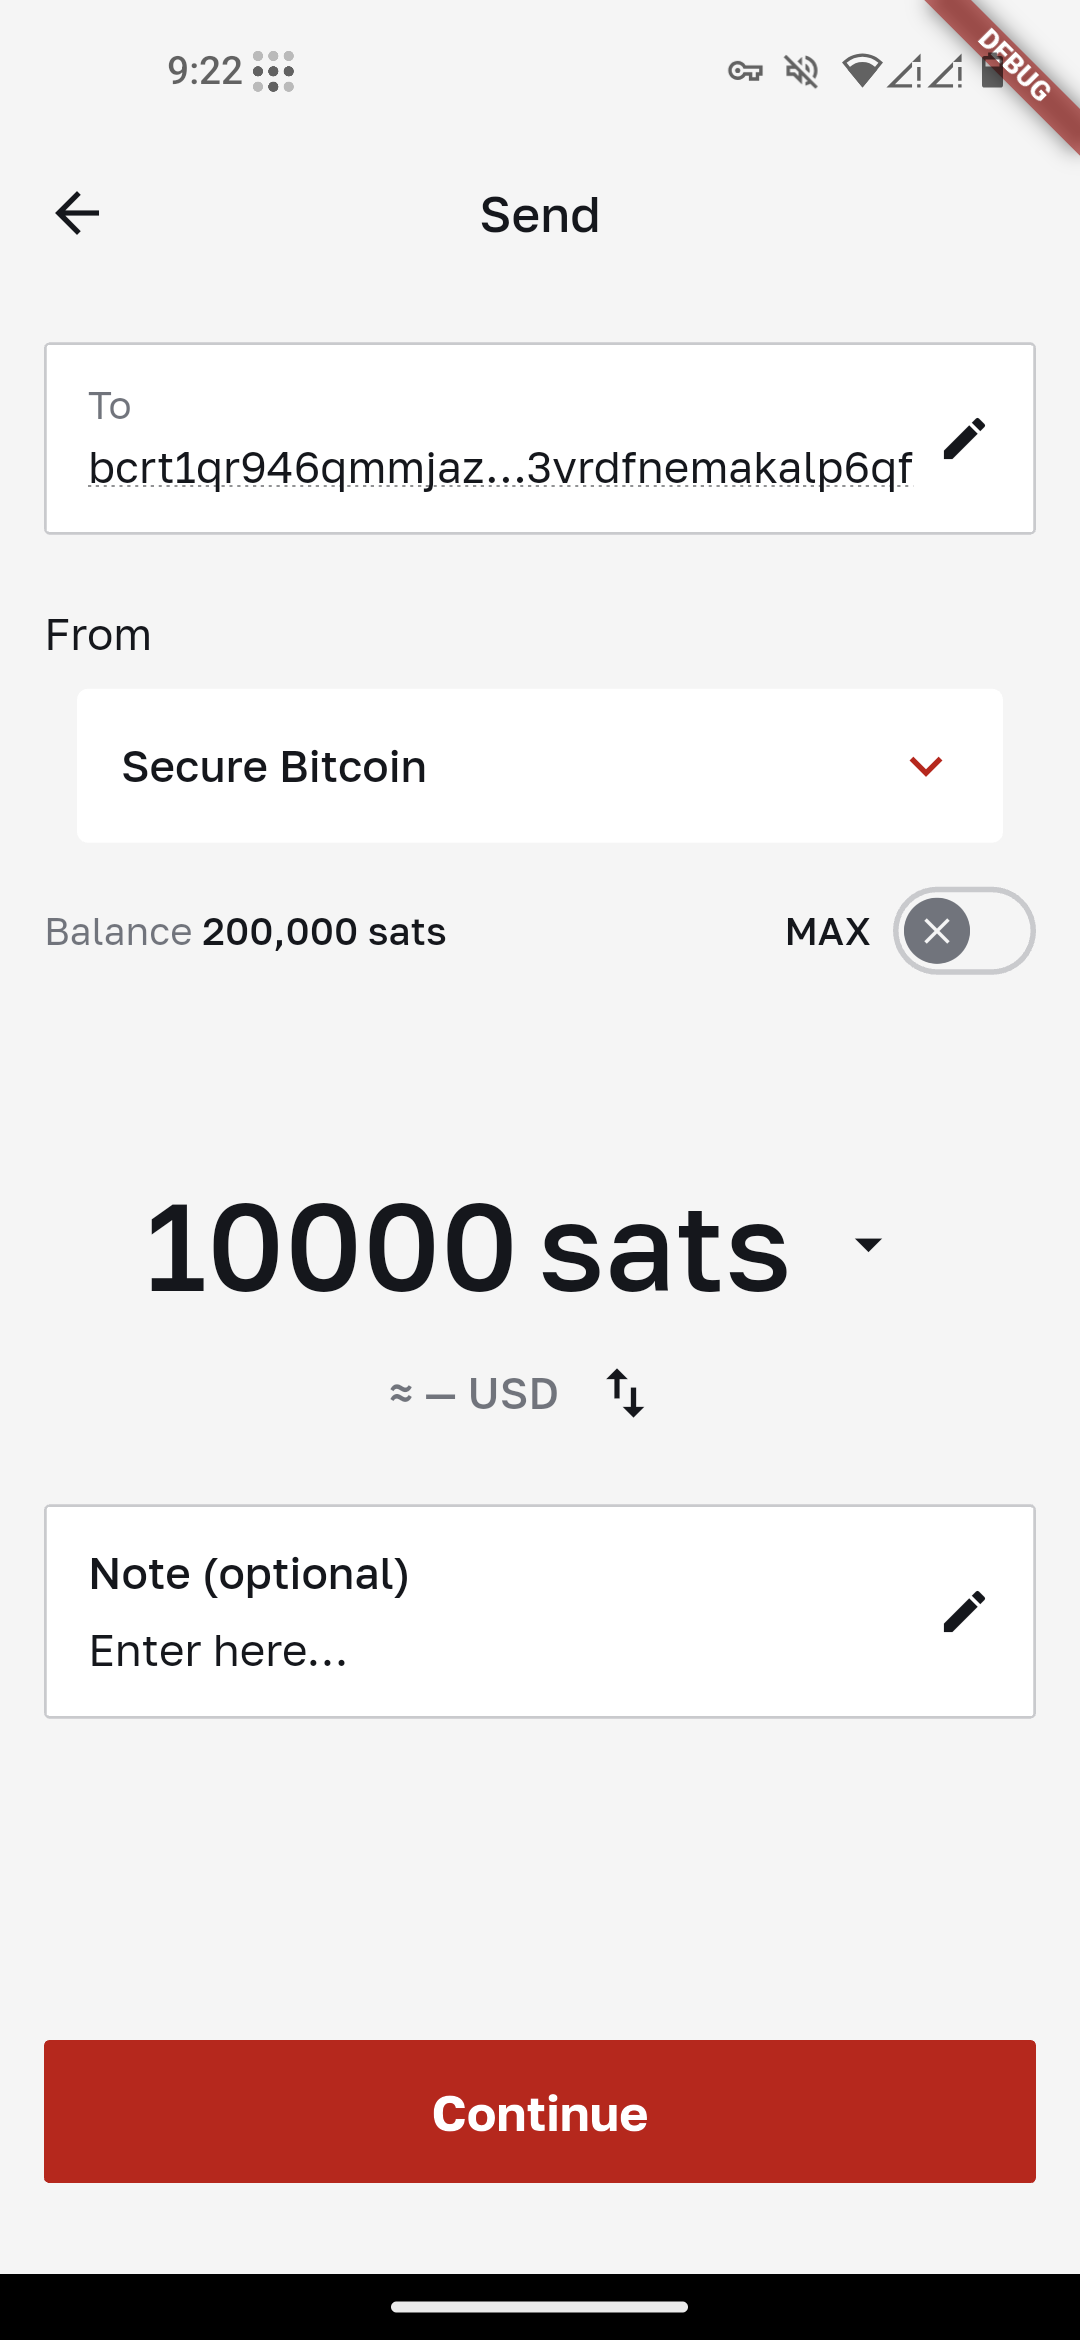 9:22
DEBUG
Send
To
bcrt1qr946qmmjaz...3vrdfnemakalp6qf
From
Secure Bitcoin
Balance 200,000 sats
MAX
10000 sats
≈ — USD
Note (optional)
Enter here...
Continue